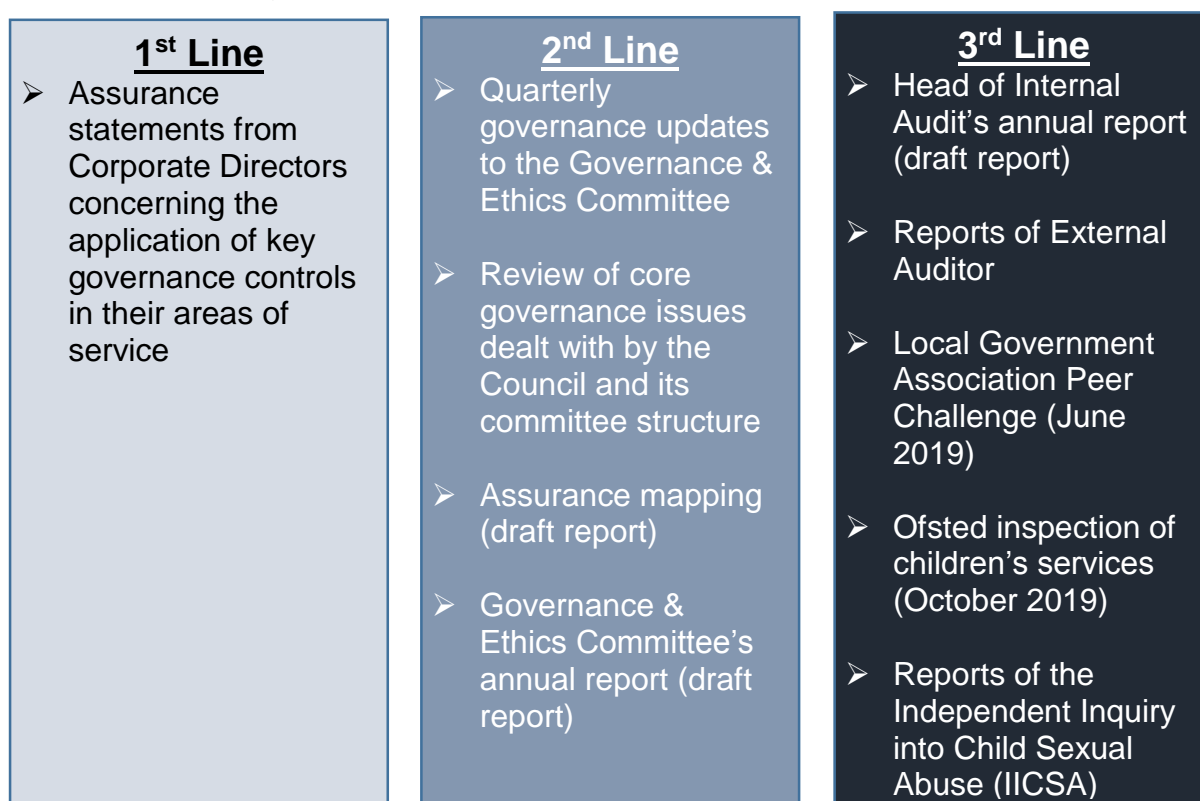 1st Line
➢ Assurance
statements from
Corporate Directors
concerning the
application of key
governance controls
in their areas of
service
2nd Line
➢ Quarterly
governance updates
to the Governance &
Ethics Committee
➢ Review of core
governance issues
dealt with by the
Council and its
committee structure
➢ Assurance mapping
(draft report)
➢ Governance &
Ethics Committee’s
annual report (draft
report)
3rd Line
➢ Head of Internal
Audit’s annual report
(draft report)
➢ Reports of External
Auditor
➢ Local Government
Association Peer
Challenge (June
2019)
➢ Ofsted inspection of
children’s services
(October 2019)
➢ Reports of the
Independent Inquiry
into Child Sexual
Abuse (IICSA)